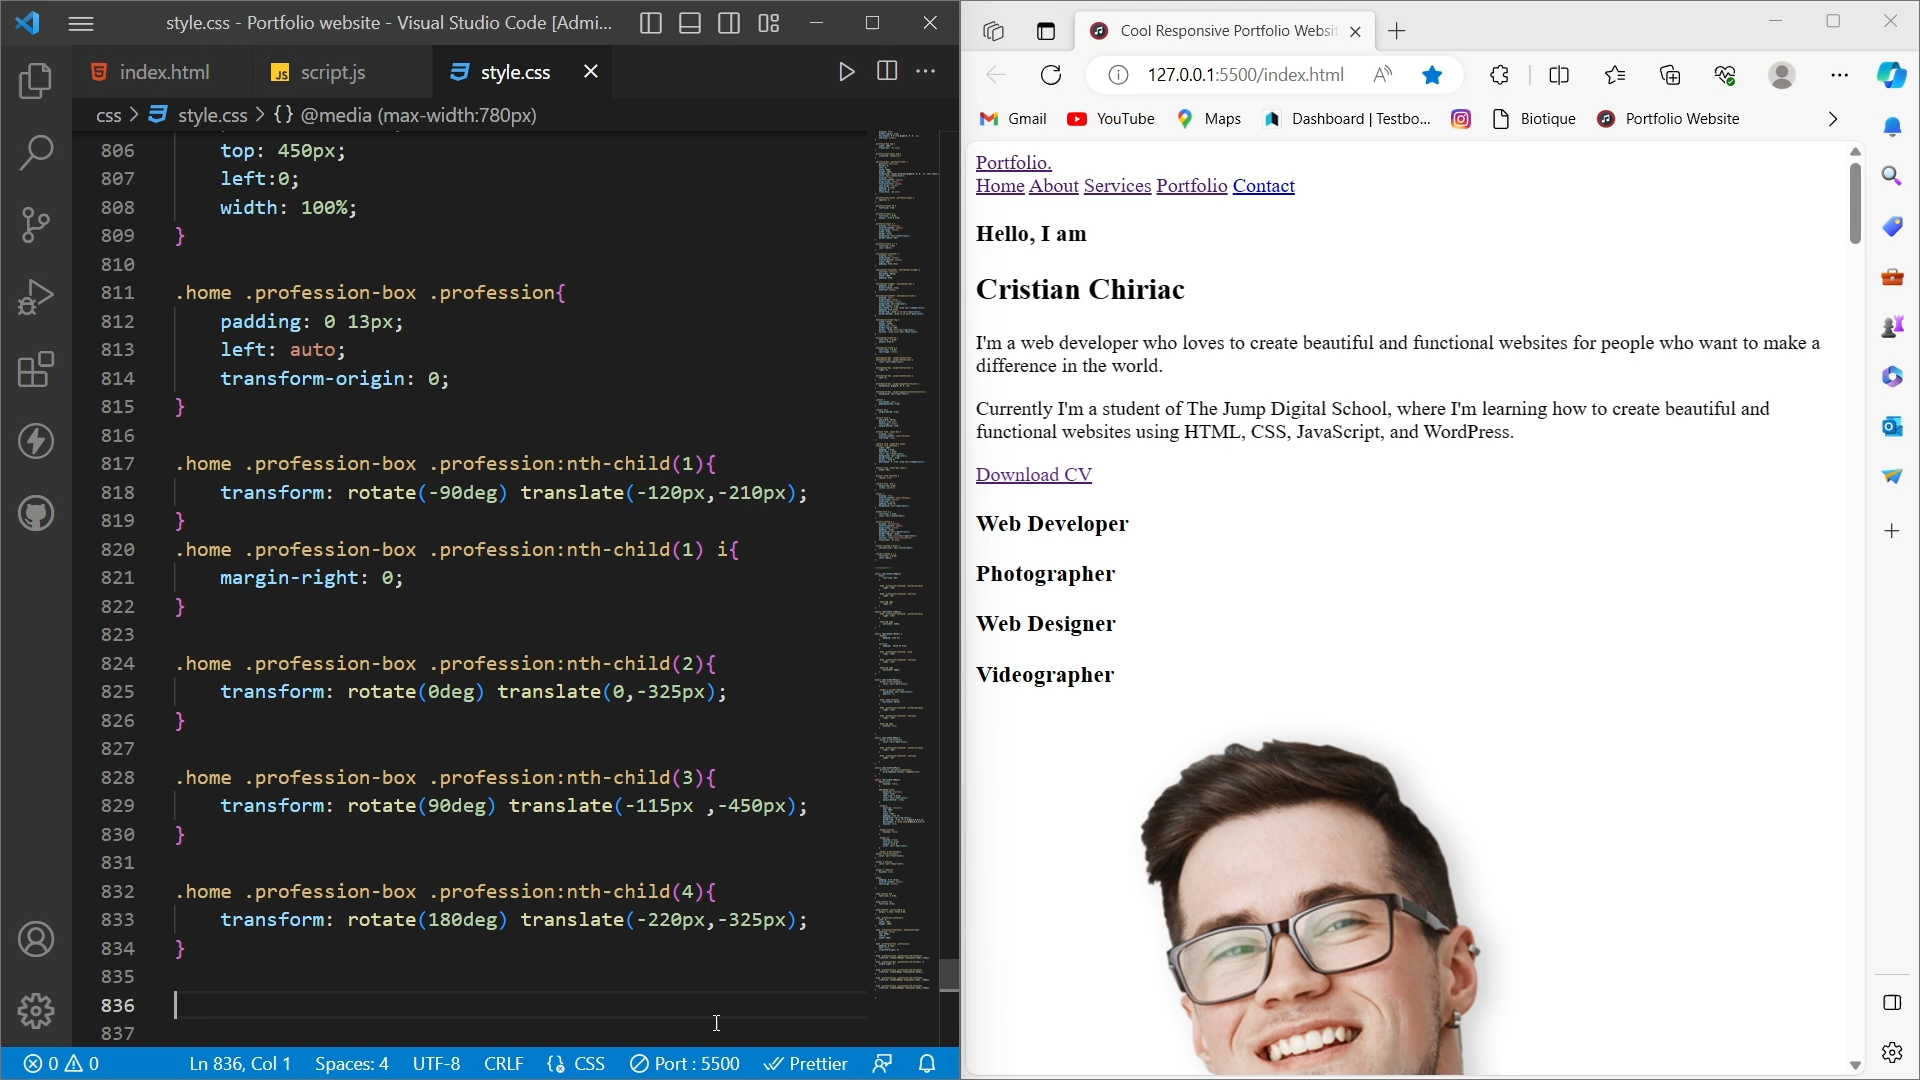 style.css - Portfolio website - Visual Studio Code [Admi...
index.html
JS script.js
style.css
css > style.css > {} @media (max-width:780px)
806 top: 450px;
807 left:0;
808 width: 100%;
809 }
810
811 .home .profession-box .profession{
812 padding: 0 13px;
813 left: auto;
814 transform-origin: 0;
815 }
816
817 .home .profession-box .profession:nth-child(1){
818 transform: rotate(-90deg) translate(-120px,-210px);
819 }
820 .home .profession-box .profession:nth-child(1) i{
821 margin-right: 0;
822 }
823
824 .home .profession-box .profession:nth-child(2){
825 transform: rotate(0deg) translate(0,-325px);
826 }
827
828 .home .profession-box .profession:nth-child(3){
829 transform: rotate(90deg) translate(-115px ,-450px);
830 }
831
832 .home .profession-box .profession:nth-child(4){
833 transform: rotate(180deg) translate(-220px,-325px);
834 }
835
836
837
0 0 Ln 836, Col 1 Spaces: 4 UTF-8 CRLF {} CSS Port : 5500 Prettier
Cool Responsive Portfolio Websit
127.0.0.1:5500/index.html
Gmail YouTube Maps Dashboard | Testbo... Biotique Portfolio Website
Portfolio.
Home About Services Portfolio Contact
Hello, I am
Cristian Chiriac
I'm a web developer who loves to create beautiful and functional websites for people who want to make a
difference in the world.
Currently I'm a student of The Jump Digital School, where I'm learning how to create beautiful and
functional websites using HTML, CSS, JavaScript, and WordPress.
Download CV
Web Developer
Photographer
Web Designer
Videographer